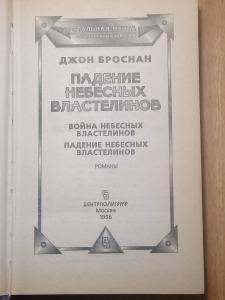 ДЖОН БРОСНАН
ПАДЕНИЕ
НЕБЕСНЫХ
ВЛАСТЕЛИНОВ
ВОЙНА НЕБЕСНЫХ
ВЛАСТЕЛИНОВ
ПАДЕНИЕ НЕБЕСНЫХ
ВЛАСТЕЛИНОВ
РОМАНЫ
ЦЕНТРПОЛИГРАФ
Москва
1996